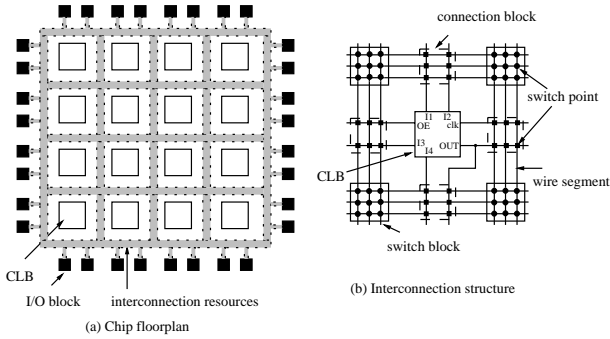 connection block
switch point
I1 I2
OE clk
I3 OUT
I4
CLB
wire segment
switch block
CLB
I/O block
interconnection resources
(a) Chip floorplan
(b) Interconnection structure